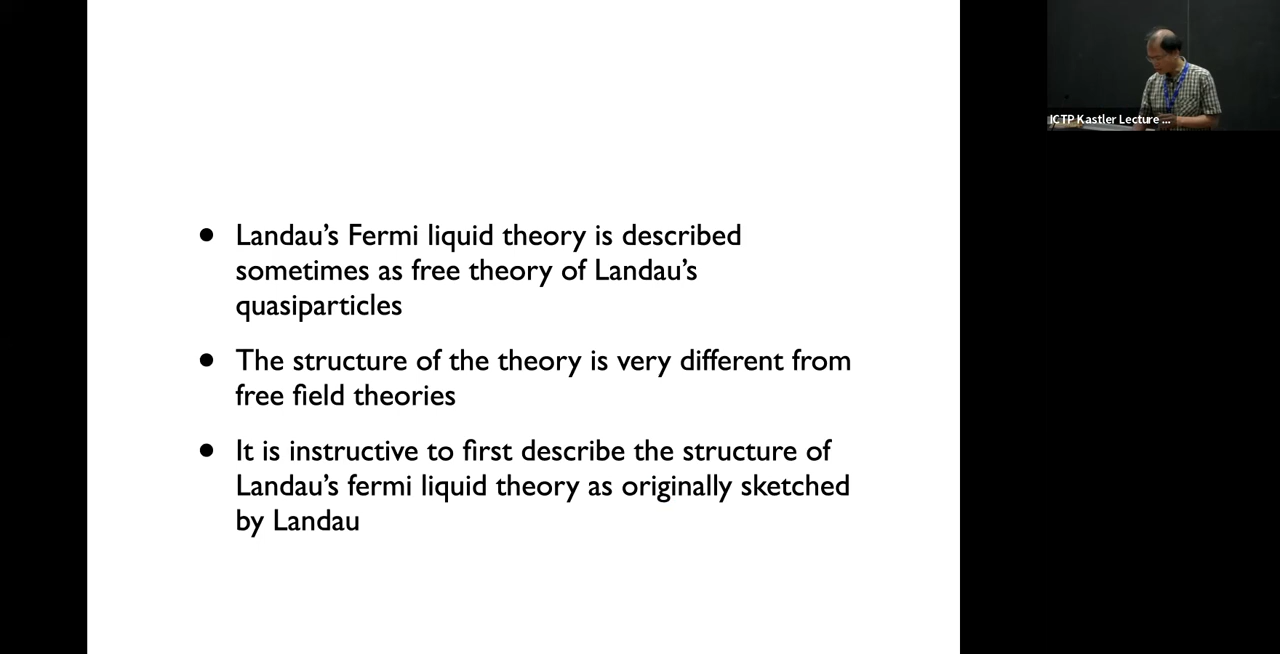 • Landau's Fermi liquid theory is described
sometimes as free theory of Landau's
quasiparticles
• The structure of the theory is very different from
free field theories
• It is instructive to first describe the structure of
Landau's fermi liquid theory as originally sketched
by Landau
ICTP Kastler Lecture ...